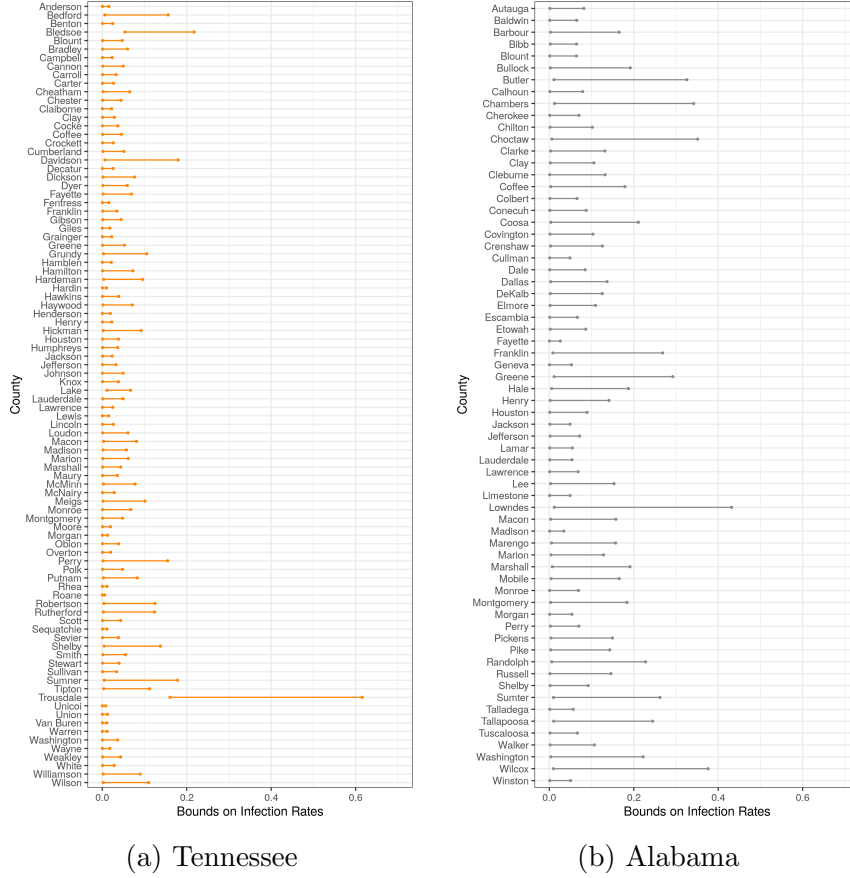 Anderson
Bedford
Benton
Bledsoe
Blount
Bradley
Campbell
Cannon
Carroll
Carter
Cheatham
Chester
Claiborne
Clay
Cocke
Coffee
Crockett
Cumberland
Davidson
Decatur
Dickson
Dyer
Fayette
Fentress
Franklin
Gibson
Giles
Grainger
Greene
Grundy
Hamblen
Hamilton
Hardeman
Hardin
Hawkins
Haywood
Henderson
Henry
Hickman
Houston
Humphreys
Jackson
Jefferson
Johnson
Knox
Lake
Lauderdale
Lawrence
Lewis
Lincoln
Loudon
Macon
Madison
Marion
Marshall
Maury
McMinn
McNairy
Meigs
Monroe
Montgomery
Moore
Morgan
Obion
Overton
Perry
Polk
Putnam
Rhea
Roane
Robertson
Rutherford
Scott
Sequatchie
Sevier
Shelby
Smith
Stewart
Sullivan
Sumner
Tipton
Trousdale
Unicoi
Union
Van Buren
Warren
Washington
Wayne
Weakley
White
Williamson
Wilson
County
0.0 0.2 0.4 0.6
Bounds on Infection Rates
(a) Tennessee
Autauga
Baldwin
Barbour
Bibb
Blount
Bullock
Butler
Calhoun
Chambers
Cherokee
Chilton
Choctaw
Clarke
Clay
Cleburne
Coffee
Colbert
Conecuh
Coosa
Covington
Crenshaw
Cullman
Dale
Dallas
DeKalb
Elmore
Escambia
Etowah
Fayette
Franklin
Geneva
Greene
Hale
Henry
Houston
Jackson
Jefferson
Lamar
Lauderdale
Lawrence
Lee
Limestone
Lowndes
Macon
Madison
Marengo
Marion
Marshall
Mobile
Monroe
Montgomery
Morgan
Perry
Pickens
Pike
Randolph
Russell
Shelby
Sumter
Talladega
Tallapoosa
Tuscaloosa
Walker
Washington
Wilcox
Winston
County
0.0 0.2 0.4 0.6
Bounds on Infection Rates
(b) Alabama